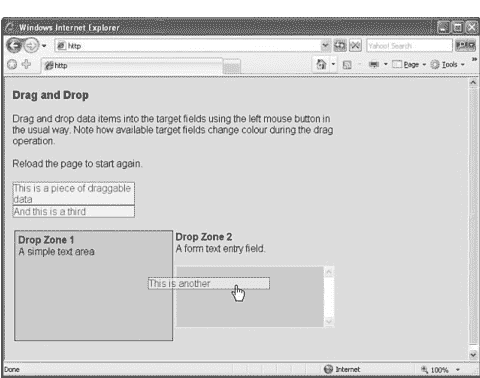 Windows Internet Explorer
http
Yahoo! Search
http
Page
Tools
Drag and Drop
Drag and drop data items into the target fields using the left mouse button in
the usual way. Note how available target fields change colour during the drag
operation.
Reload the page to start again.
This is a piece of draggable
data
And this is a third
Drop Zone 1
A simple text area
Drop Zone 2
A form text entry field.
This is another
Done
Internet
100%